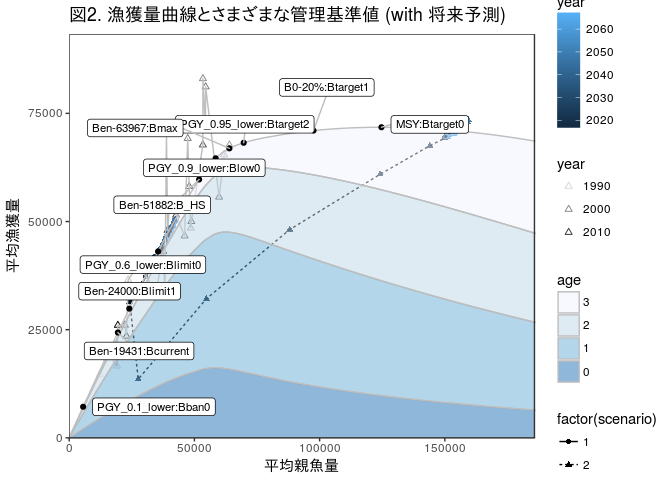 図2. 漁獲量曲線とさまざまな管理基準値 (with 将来予測)
平均漁獲量
75000
50000
25000
0
B0-20%:Btarget1
Ben-63967:Bmax
PGY_0.95_lower:Btarget2
MSY:Btarget0
PGY_0.9_lower:Blow0
Ben-51882:B_HS
PGY_0.6_lower:Blimit0
Ben-24000:Blimit1
Ben-19431:Bcurrent
PGY_0.1_lower:Bban0
0
50000
100000
150000
平均親魚量
year
2060
2050
2040
2030
2020
year
1990
2000
2010
age
3
2
1
0
factor(scenario)
1
2